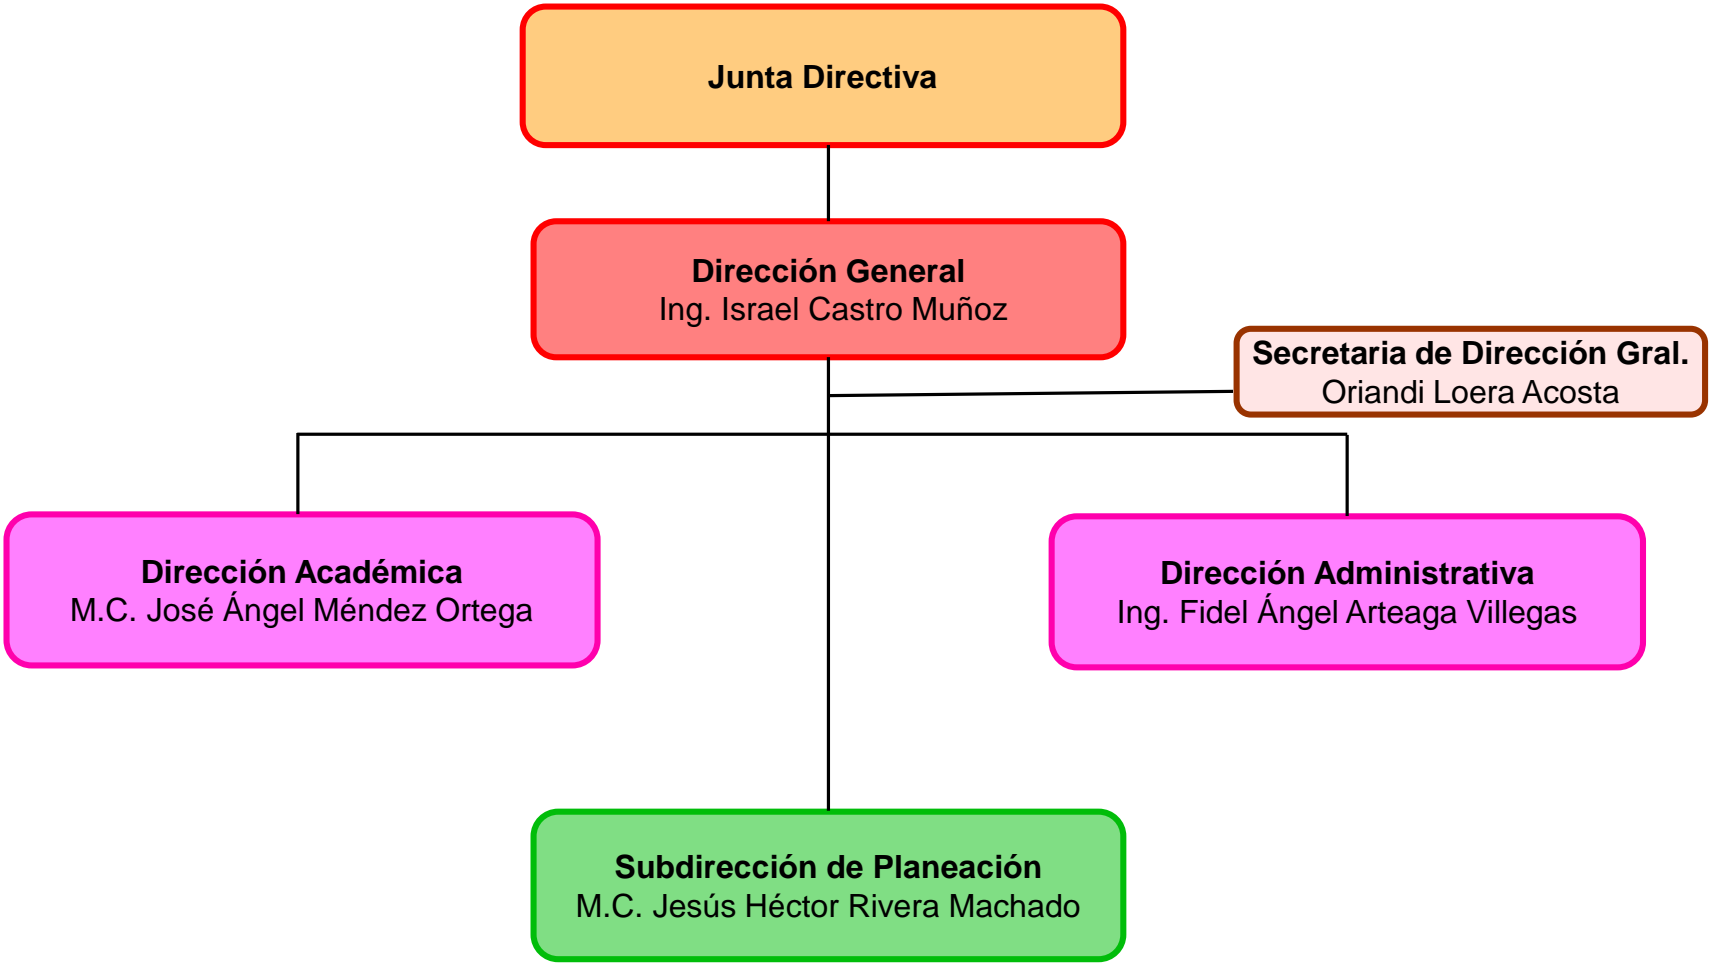 Junta Directiva
Dirección General
Ing. Israel Castro Muñoz
Secretaria de Dirección Gral.
Oriandi Loera Acosta
Dirección Académica
M.C. José Ángel Méndez Ortega
Dirección Administrativa
Ing. Fidel Ángel Arteaga Villegas
Subdirección de Planeación
M.C. Jesús Héctor Rivera Machado